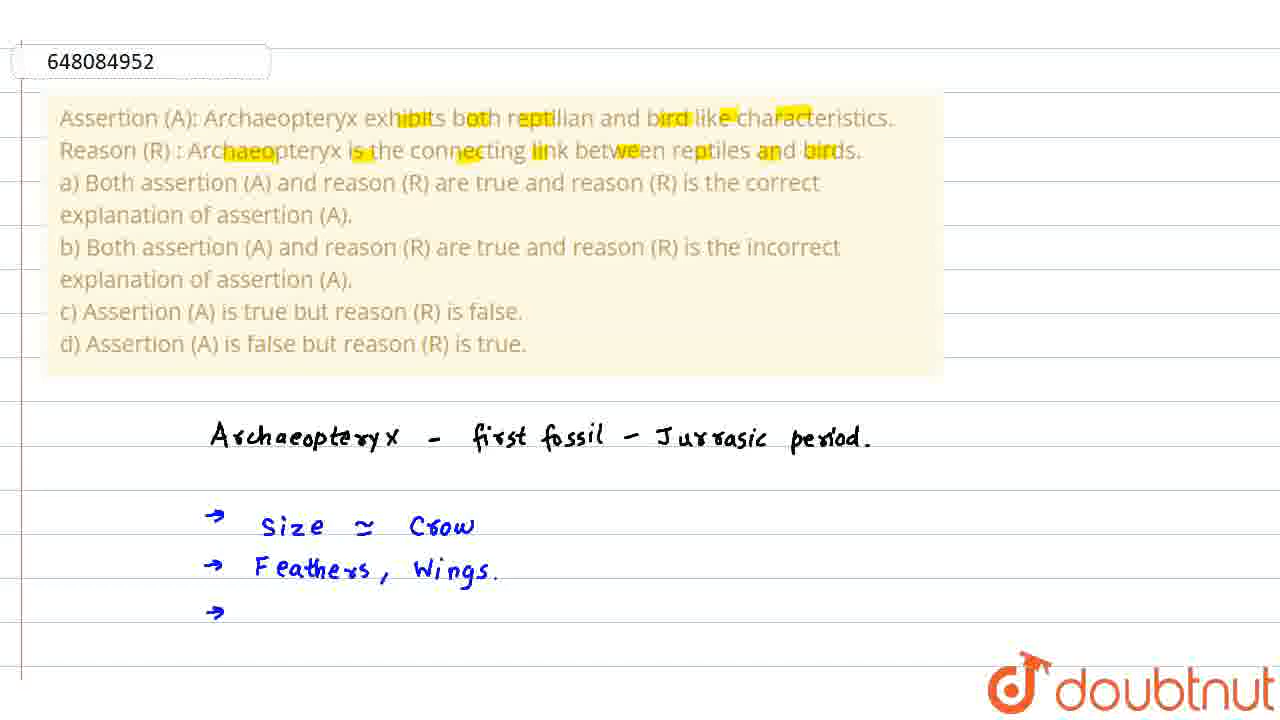 648084952
Assertion (A): Archaeopteryx exhibits both reptilian and bird like characteristics.
Reason (R) : Archaeopteryx is the connecting link between reptiles and birds.
a) Both assertion (A) and reason (R) are true and reason (R) is the correct
explanation of assertion (A).
b) Both assertion (A) and reason (R) are true and reason (R) is the incorrect
explanation of assertion (A).
c) Assertion (A) is true but reason (R) is false.
d) Assertion (A) is false but reason (R) is true.
Archaeopteryx - first fossil - Jurrasic period.
→ Size ≃ Crow
→ Feathers, Wings.
→
doubtnut